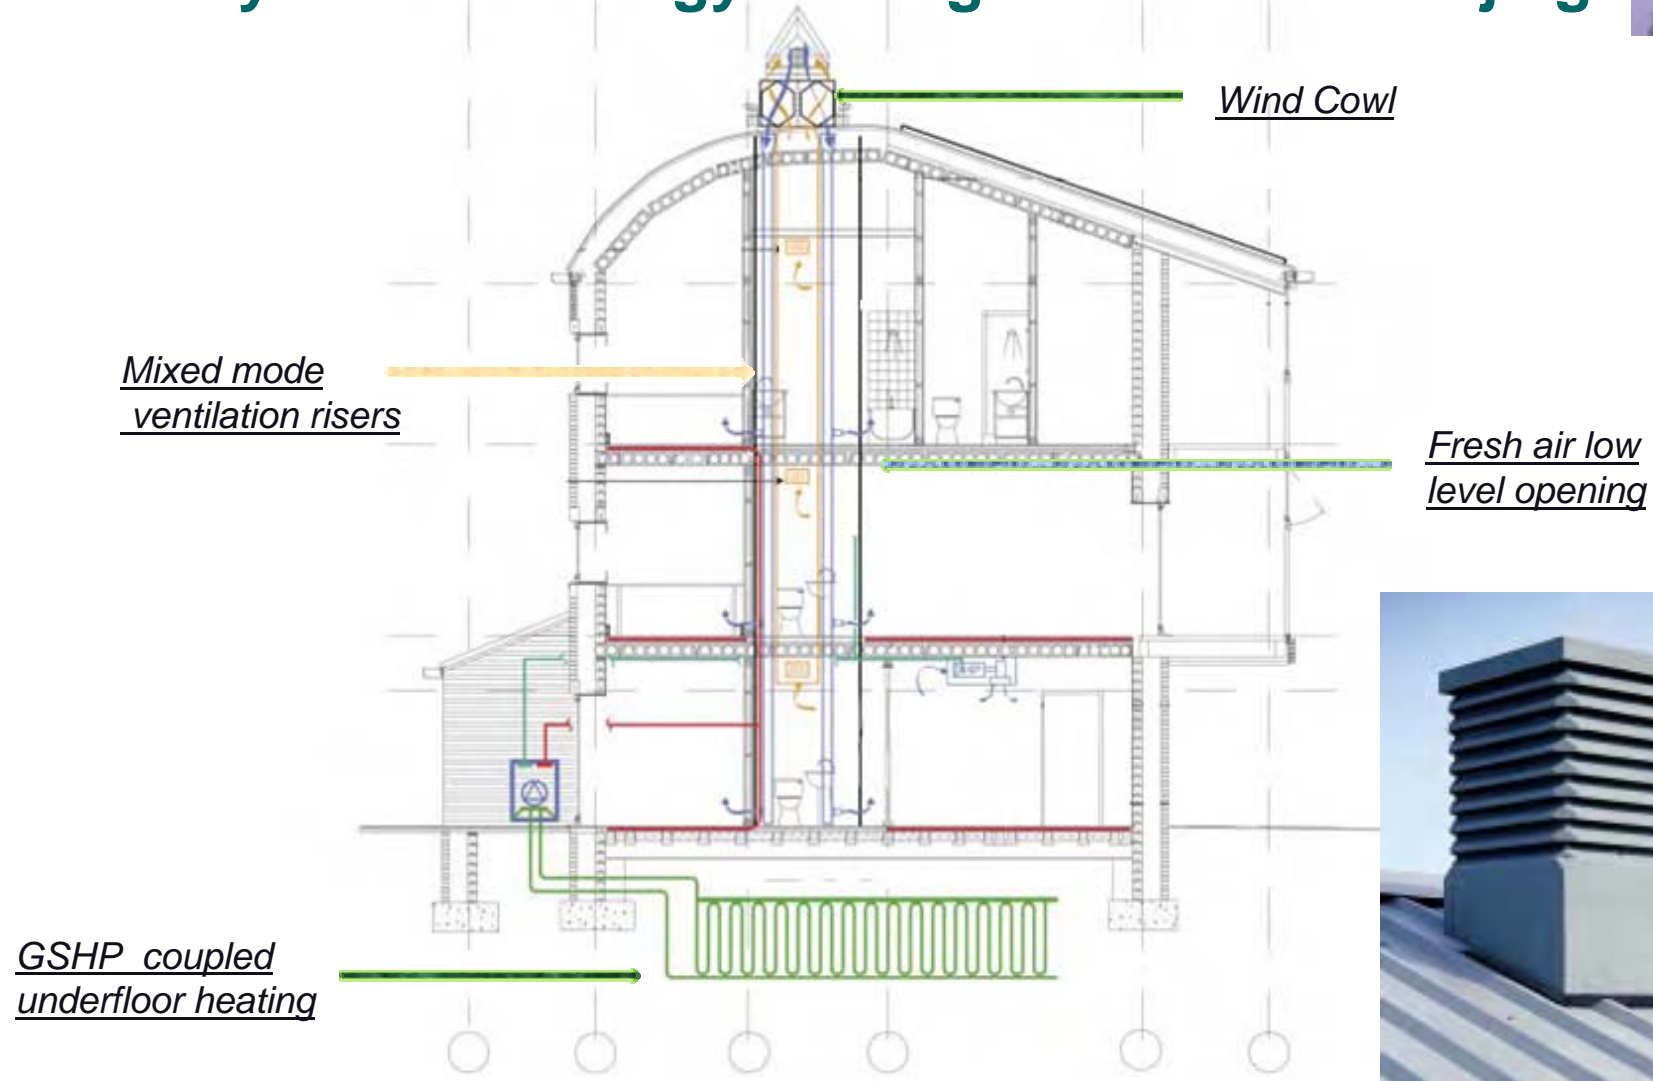 Wind Cowl
Mixed mode
ventilation risers
Fresh air low
level opening
GSHP coupled
underfloor heating